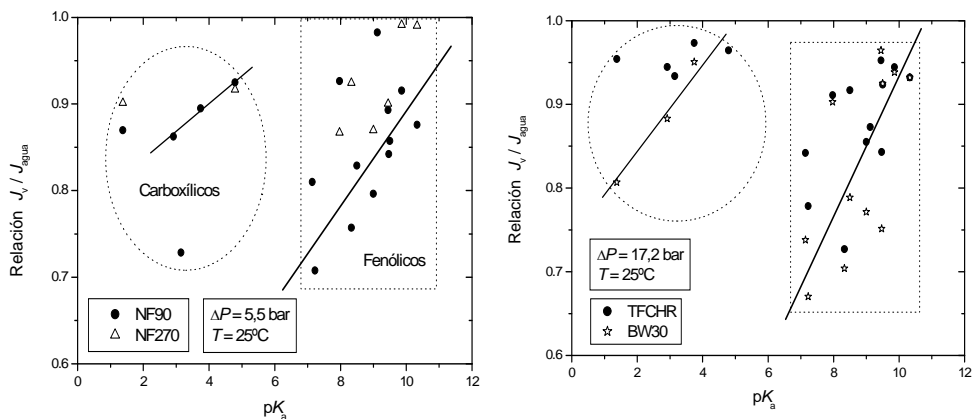 1.0
0.9
0.8
0.7
0.6
Relación Jv / Jagua
Carboxílicos
Fenólicos
NF90
NF270
ΔP = 5,5 bar
T = 25ºC
0 2 4 6 8 10 12
pKa
1.0
0.9
0.8
0.7
0.6
Relación Jv / Jagua
ΔP = 17,2 bar
T = 25ºC
TFCHR
BW30
0 2 4 6 8 10 12
pKa